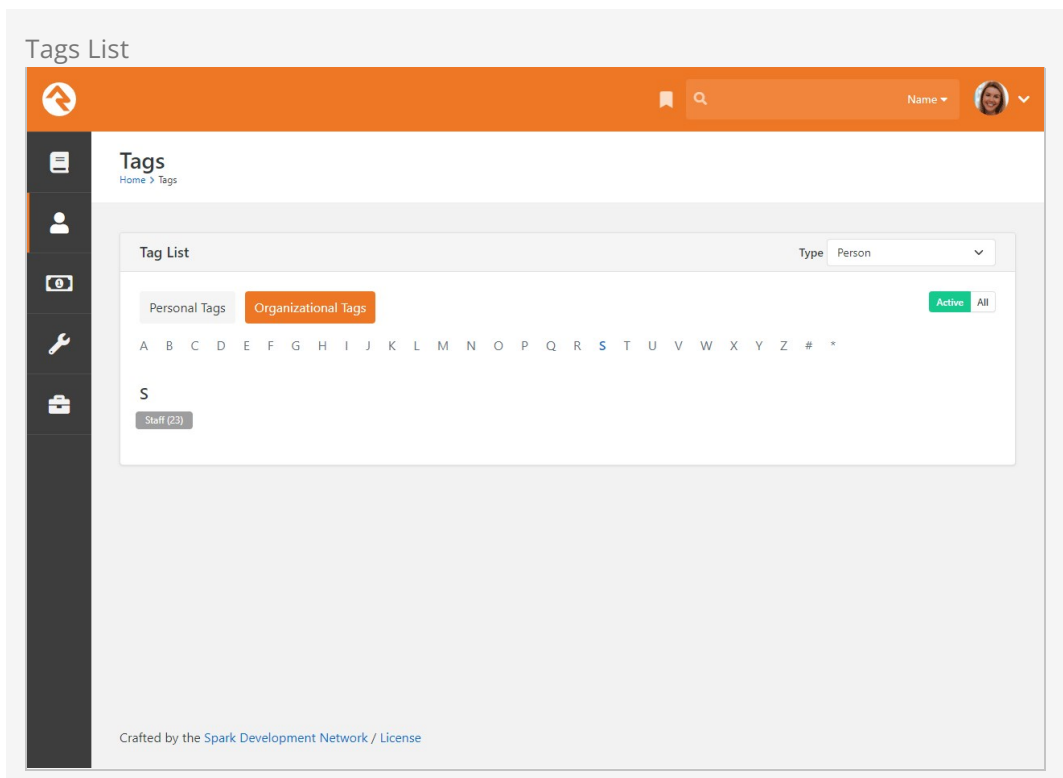 Tags List
Name
Tags
Home > Tags
Tag List
Type Person
Personal Tags Organizational Tags Active All
A B C D E F G H I J K L M N O P Q R S T U V W X Y Z # *
S
Staff (23)
Crafted by the Spark Development Network / License